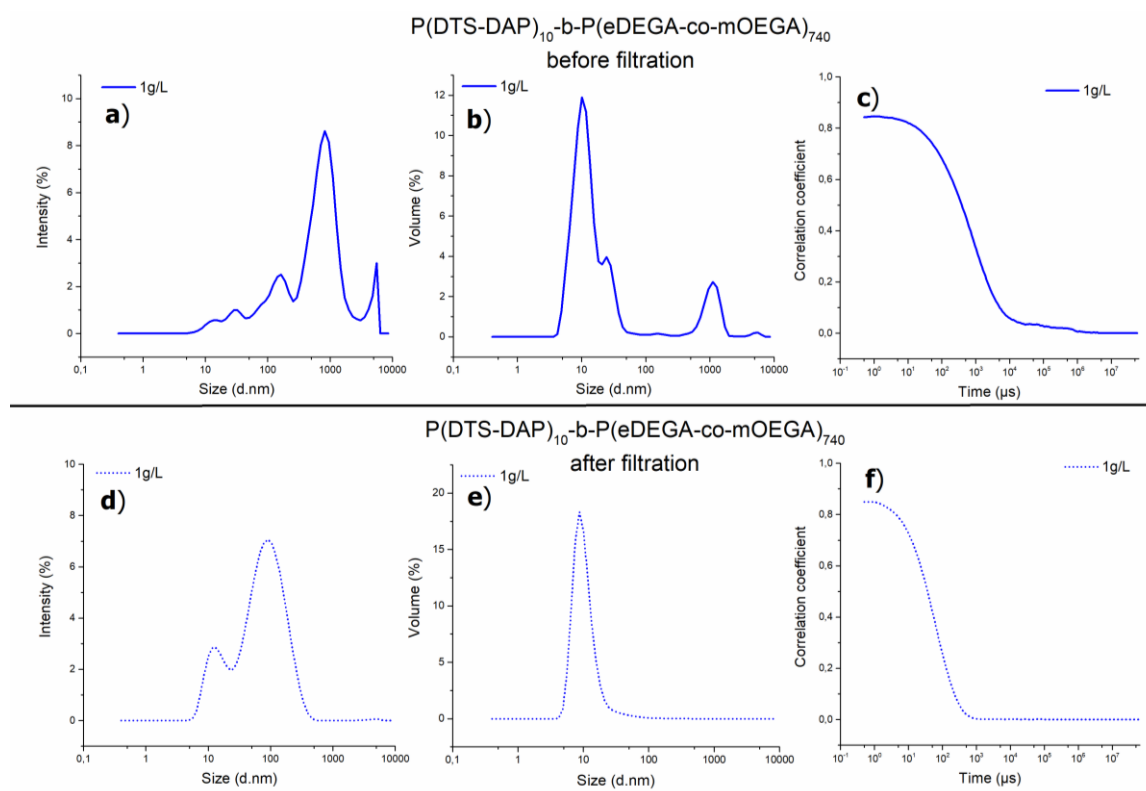 P(DTS-DAP)₁₀-b-P(eDEGA-co-mOEGA)₇₄₀
before filtration
a)
1g/L
Intensity (%)
10
8
6
4
2
0
0,1 1 10 100 1000 10000
Size (d.nm)
b)
1g/L
Volume (%)
12
10
8
6
4
2
0
0,1 1 10 100 1000 10000
Size (d.nm)
c)
1g/L
Correlation coefficient
1,0
0,8
0,6
0,4
0,2
0,0
10⁻¹ 10⁰ 10¹ 10² 10³ 10⁴ 10⁵ 10⁶ 10⁷
Time (µs)
P(DTS-DAP)₁₀-b-P(eDEGA-co-mOEGA)₇₄₀
after filtration
d)
1g/L
Intensity (%)
10
8
6
4
2
0
0,1 1 10 100 1000 10000
Size (d.nm)
e)
1g/L
Volume (%)
20
15
10
5
0
0,1 1 10 100 1000 10000
Size (d.nm)
f)
1g/L
Correlation coefficient
1,0
0,8
0,6
0,4
0,2
0,0
10⁻¹ 10⁰ 10¹ 10² 10³ 10⁴ 10⁵ 10⁶ 10⁷
Time (µs)